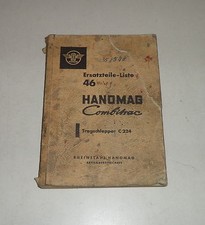 Ersatzteile-Liste
46
HANOMAG
Combitrac
Tragschlepper C 224
RHEINSTAHL HANOMAG